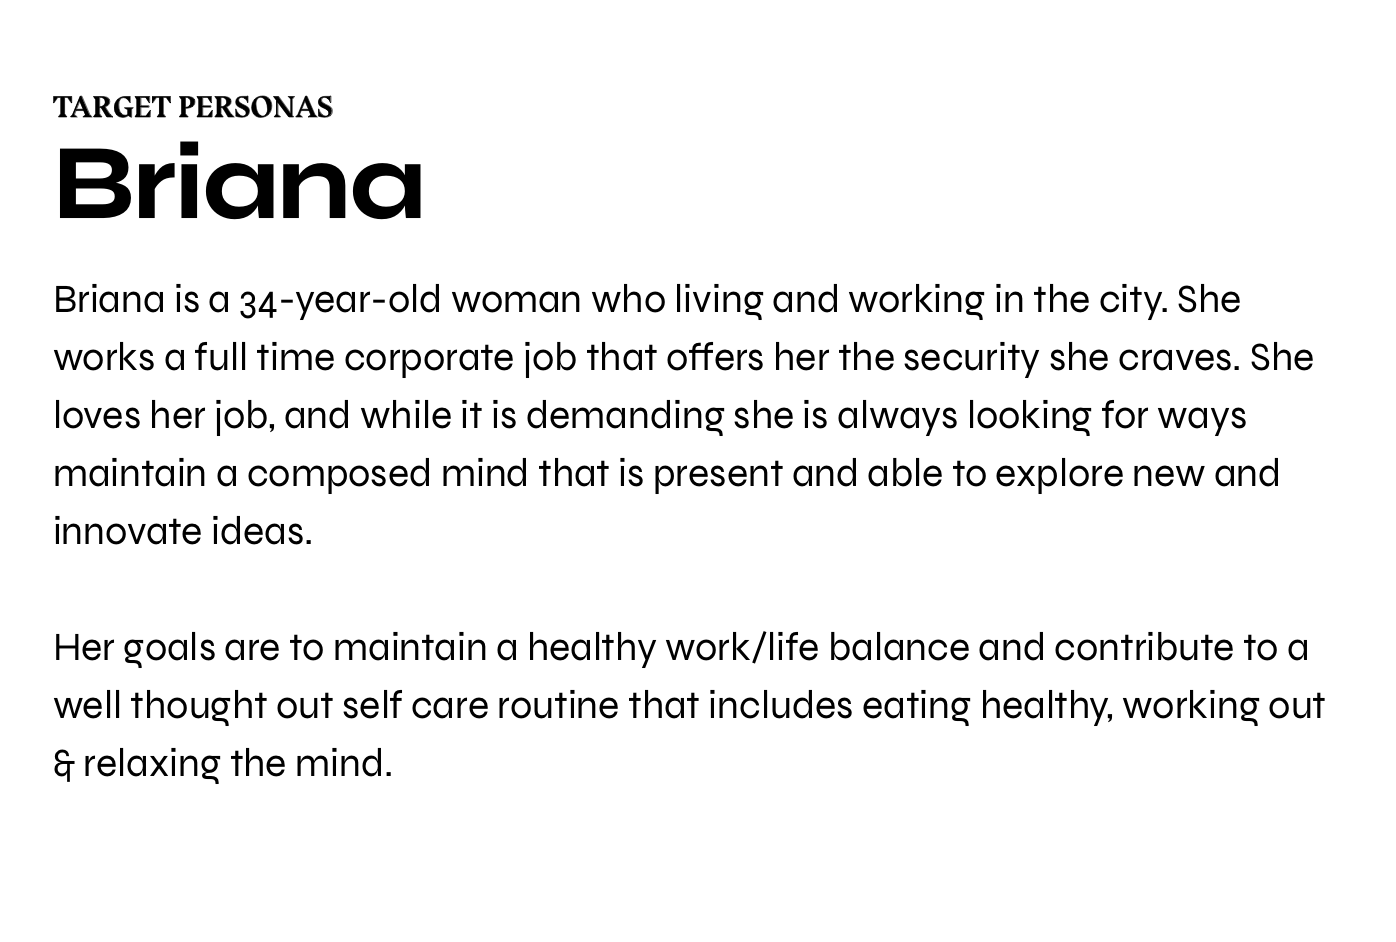 TARGET PERSONAS
Briana
Briana is a 34-year-old woman who living and working in the city. She
works a full time corporate job that offers her the security she craves. She
loves her job, and while it is demanding she is always looking for ways
maintain a composed mind that is present and able to explore new and
innovate ideas.
Her goals are to maintain a healthy work/life balance and contribute to a
well thought out self care routine that includes eating healthy, working out
& relaxing the mind.